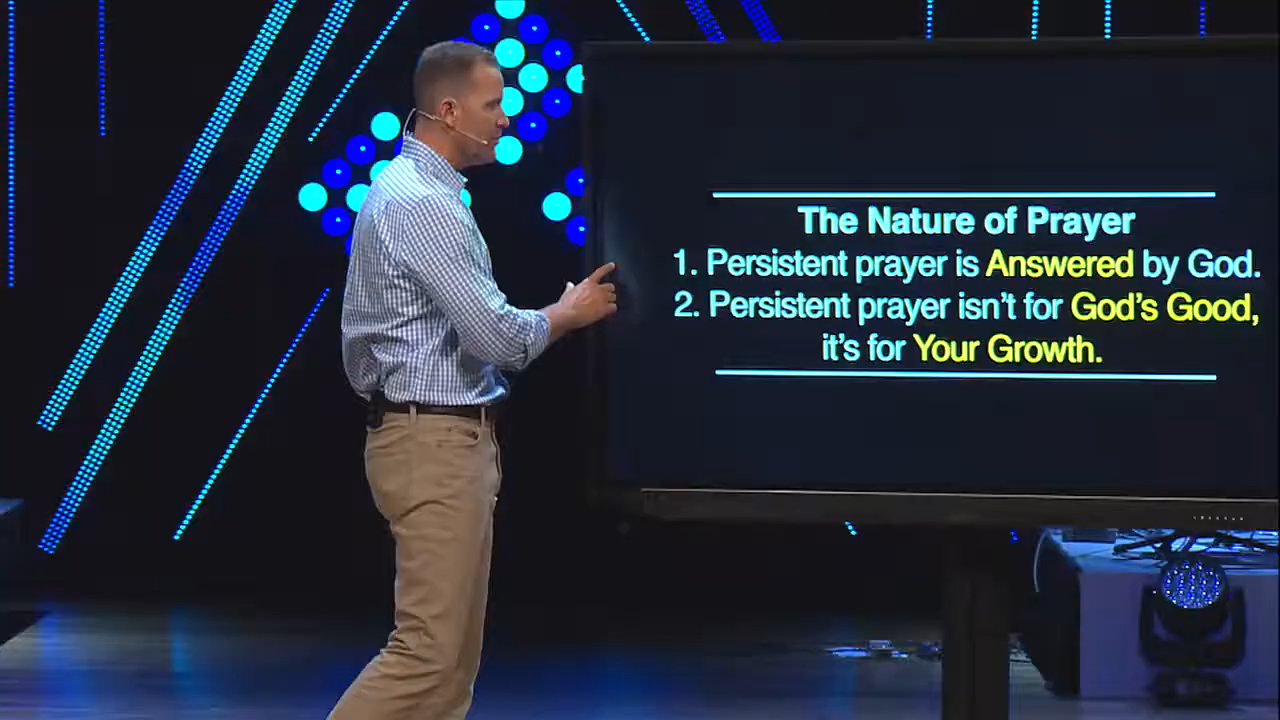 The Nature of Prayer
1. Persistent prayer is Answered by God.
2. Persistent prayer isn't for God's Good,
it's for Your Growth.